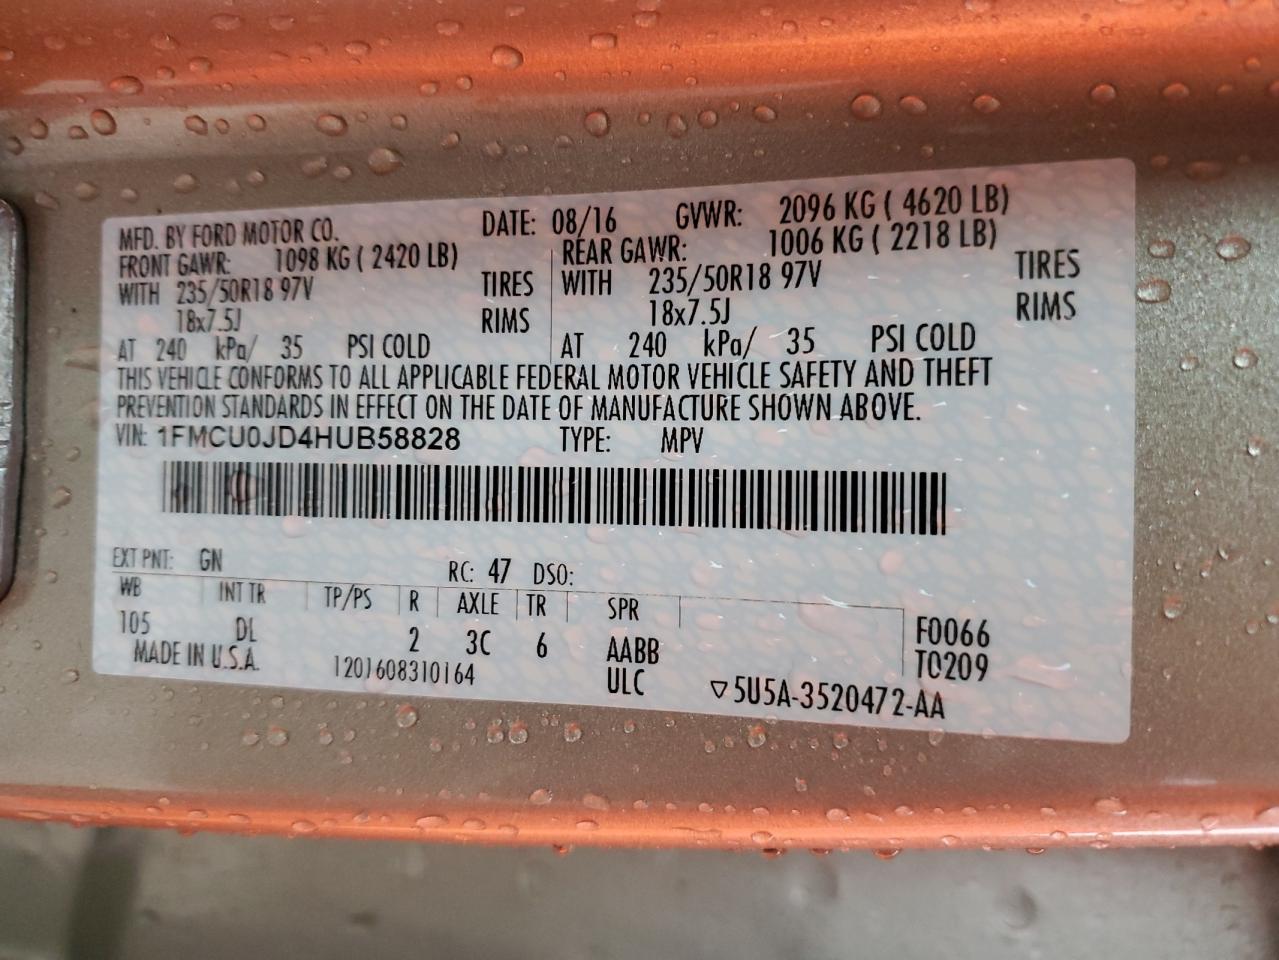 MFD. BY FORD MOTOR CO. DATE: 08/16 GVWR: 2096 KG ( 4620 LB)
FRONT GAWR: 1098 KG ( 2420 LB) REAR GAWR: 1006 KG ( 2218 LB)
WITH 235/50R18 97V TIRES WITH 235/50R18 97V TIRES
18x7.5J RIMS 18x7.5J RIMS
AT 240 kPa/ 35 PSI COLD AT 240 kPa/ 35 PSI COLD
THIS VEHICLE CONFORMS TO ALL APPLICABLE FEDERAL MOTOR VEHICLE SAFETY AND THEFT
PREVENTION STANDARDS IN EFFECT ON THE DATE OF MANUFACTURE SHOWN ABOVE.
VIN: 1FMCU0JD4HUB58828 TYPE: MPV
EXT PNT: GN RC: 47 DSO:
WB INT TR TP/PS R AXLE TR SPR
105 DL 2 3C 6 AABB F0066
MADE IN U.S.A. 1201608310164 ULC T0209
▽5U5A-3520472-AA